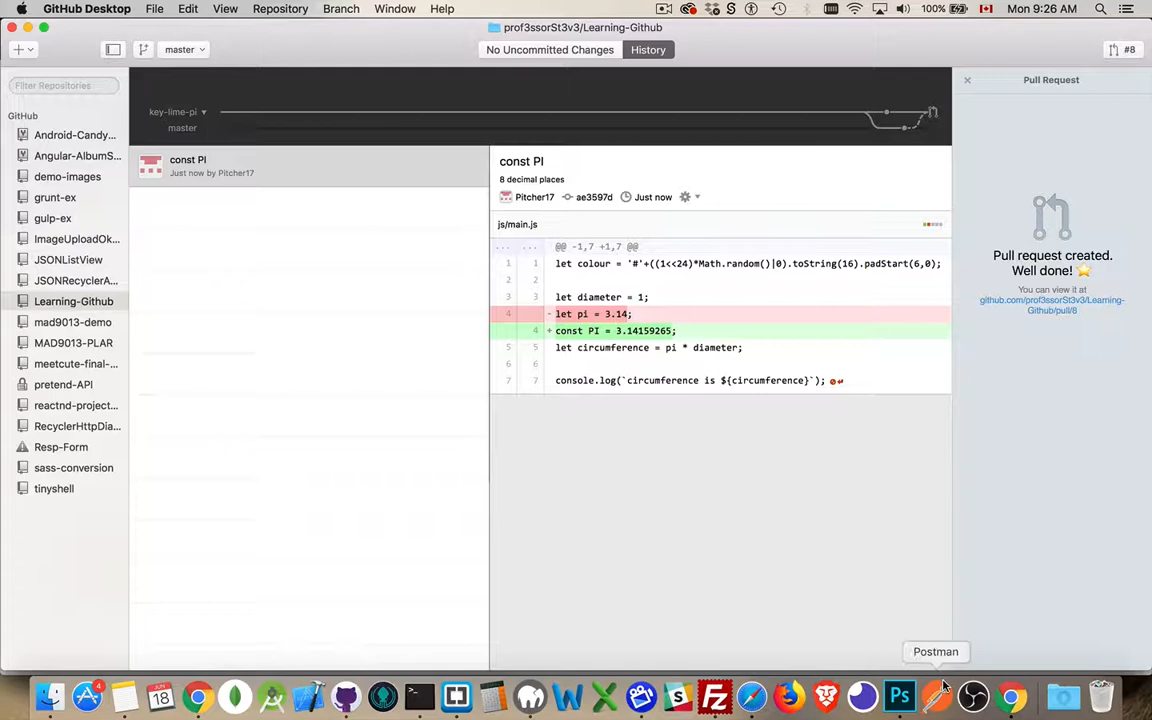 GitHub Desktop File Edit View Repository Branch Window Help 100% Mon 9:26 AM
prof3ssorSt3v3/Learning-Github
master No Uncommitted Changes History #8
Filter Repositories
GitHub
Android-Candy...
Angular-AlbumS...
demo-images
grunt-ex
gulp-ex
ImageUploadOk...
JSONListView
JSONRecyclerA...
Learning-Github
mad9013-demo
MAD9013-PLAR
meetcute-final-...
pretend-API
reactnd-project...
RecyclerHttpDia...
Resp-Form
sass-conversion
tinyshell
key-lime-pi
master
const PI
Just now by Pitcher17
const PI
8 decimal places
Pitcher17 ae3597d Just now
js/main.js
... ... @@ -1,7 +1,7 @@
1 1 let colour = '#'+((1<<24)*Math.random()|0).toString(16).padStart(6,0);
2 2
3 3 let diameter = 1;
4 - let pi = 3.14;
4 + const PI = 3.14159265;
5 5 let circumference = pi * diameter;
6 6
7 7 console.log(`circumference is ${circumference}`);
Pull Request
Pull request created.
Well done!
You can view it at
github.com/prof3ssorSt3v3/Learning-
Github/pull/8
Postman
4
JUN
18
W
X
S
Fz
Ps